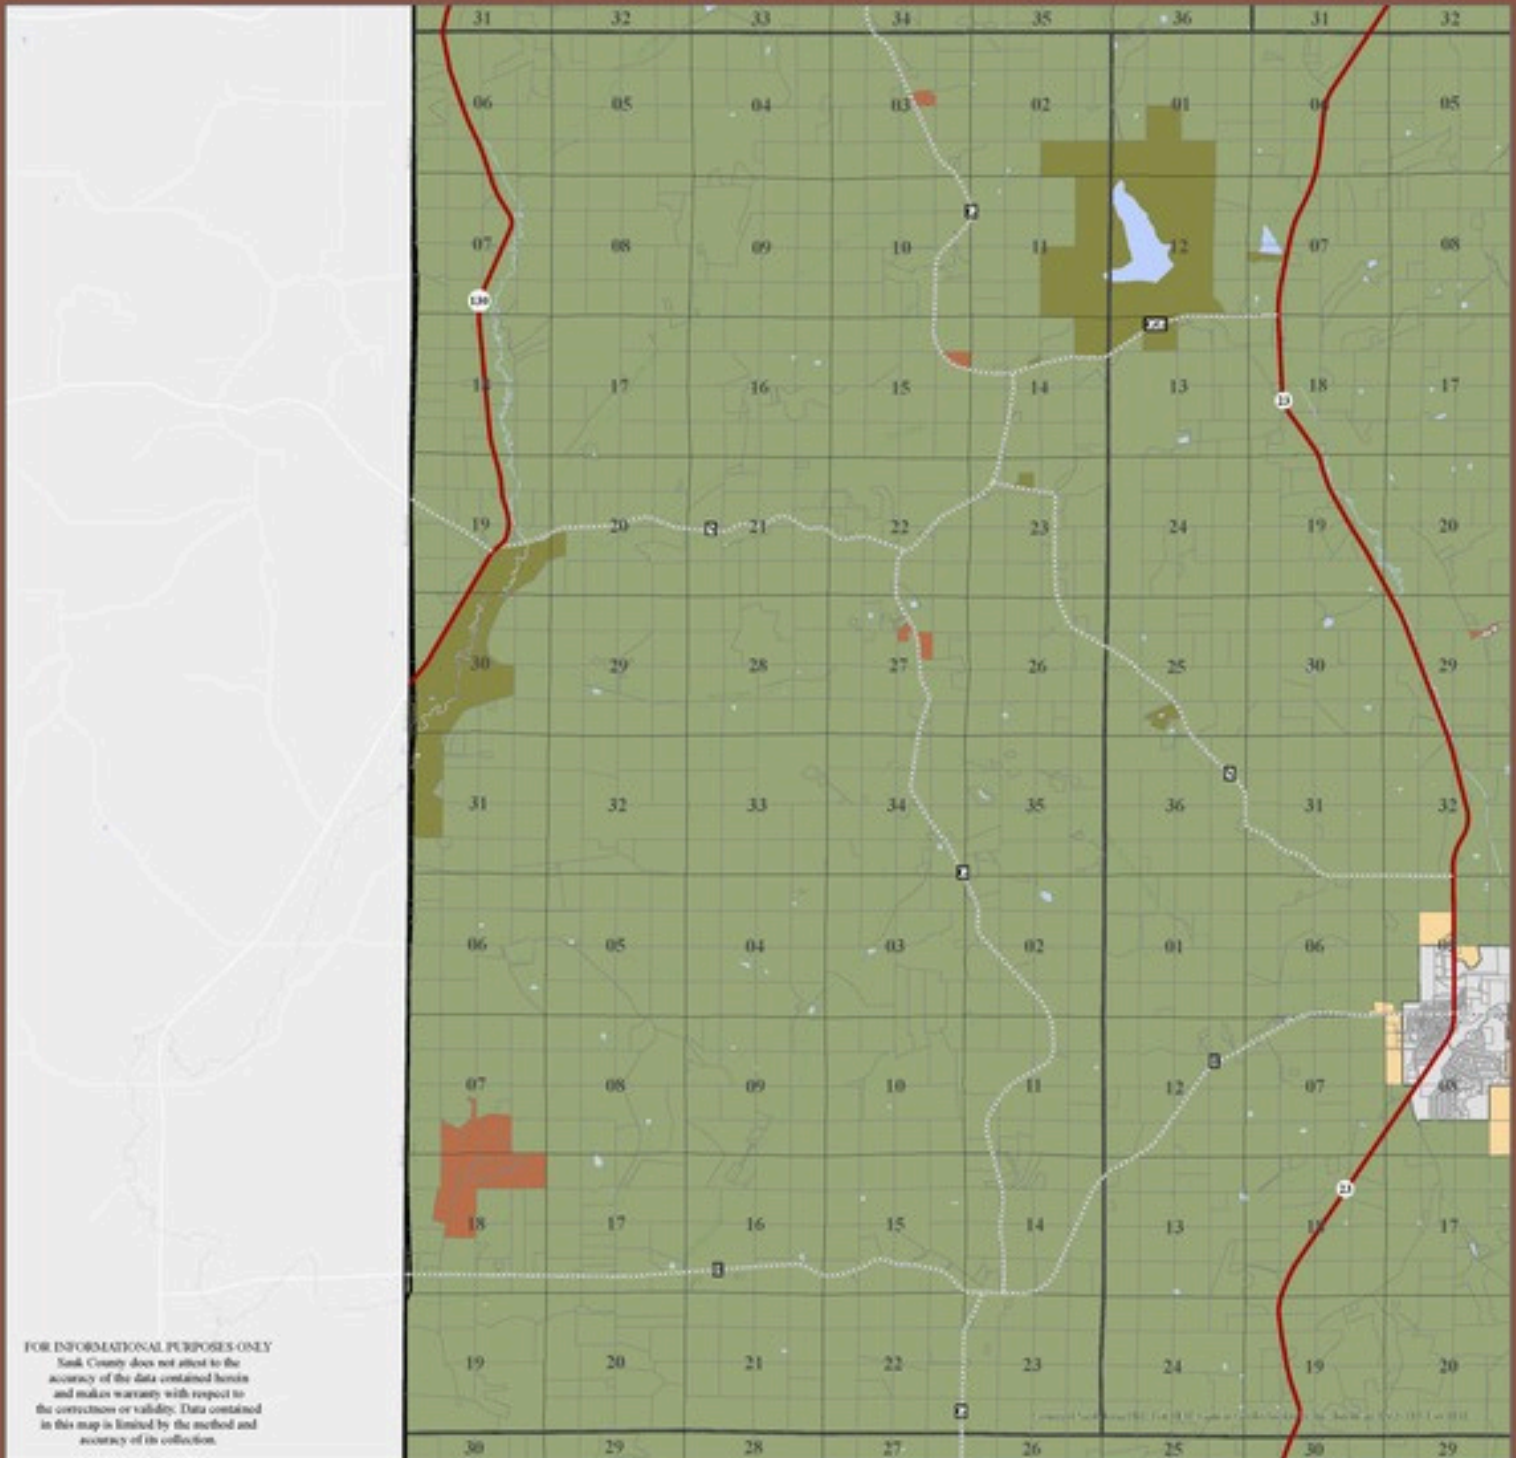 31 32 33 34 35 36 31 32
06 05 04 03 02 01 06 05
07 08 09 10 11 12 07 08
130
18 17 16 15 14 13 18 17
23
19 20 21 22 23 24 19 20
30 29 28 27 26 25 30 29
31 32 33 34 35 36 31 32
06 05 04 03 02 01 06
07 08 09 10 11 12 07 08
23
18 17 16 15 14 13 18 17
19 20 21 22 23 24 19 20
30 29 28 27 26 25 30 29
FOR INFORMATIONAL PURPOSES ONLY
Sauk County does not attest to the
accuracy of the data contained herein
and makes warranty with respect to
the correctness or validity. Data contained
in this map is limited by the method and
accuracy of its collection.